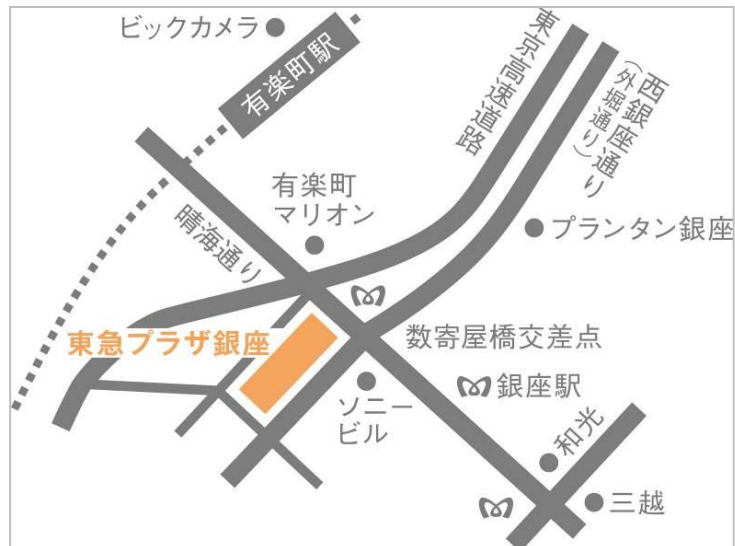 ビックカメラ
有楽町駅
東京高速道路
西銀座通り
（外堀通り）
有楽町
マリオン
晴海通り
プランタン銀座
東急プラザ銀座
数寄屋橋交差点
ソニー
ビル
銀座駅
和光
三越